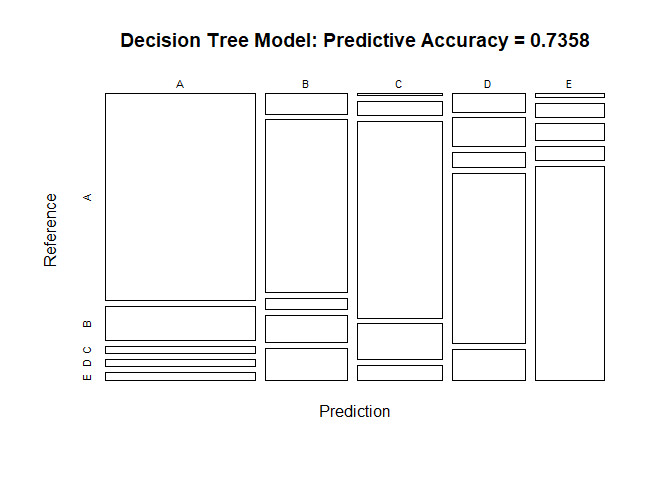 Decision Tree Model: Predictive Accuracy = 0.7358
A B C D E
Reference
A
B
C
D
E
Prediction